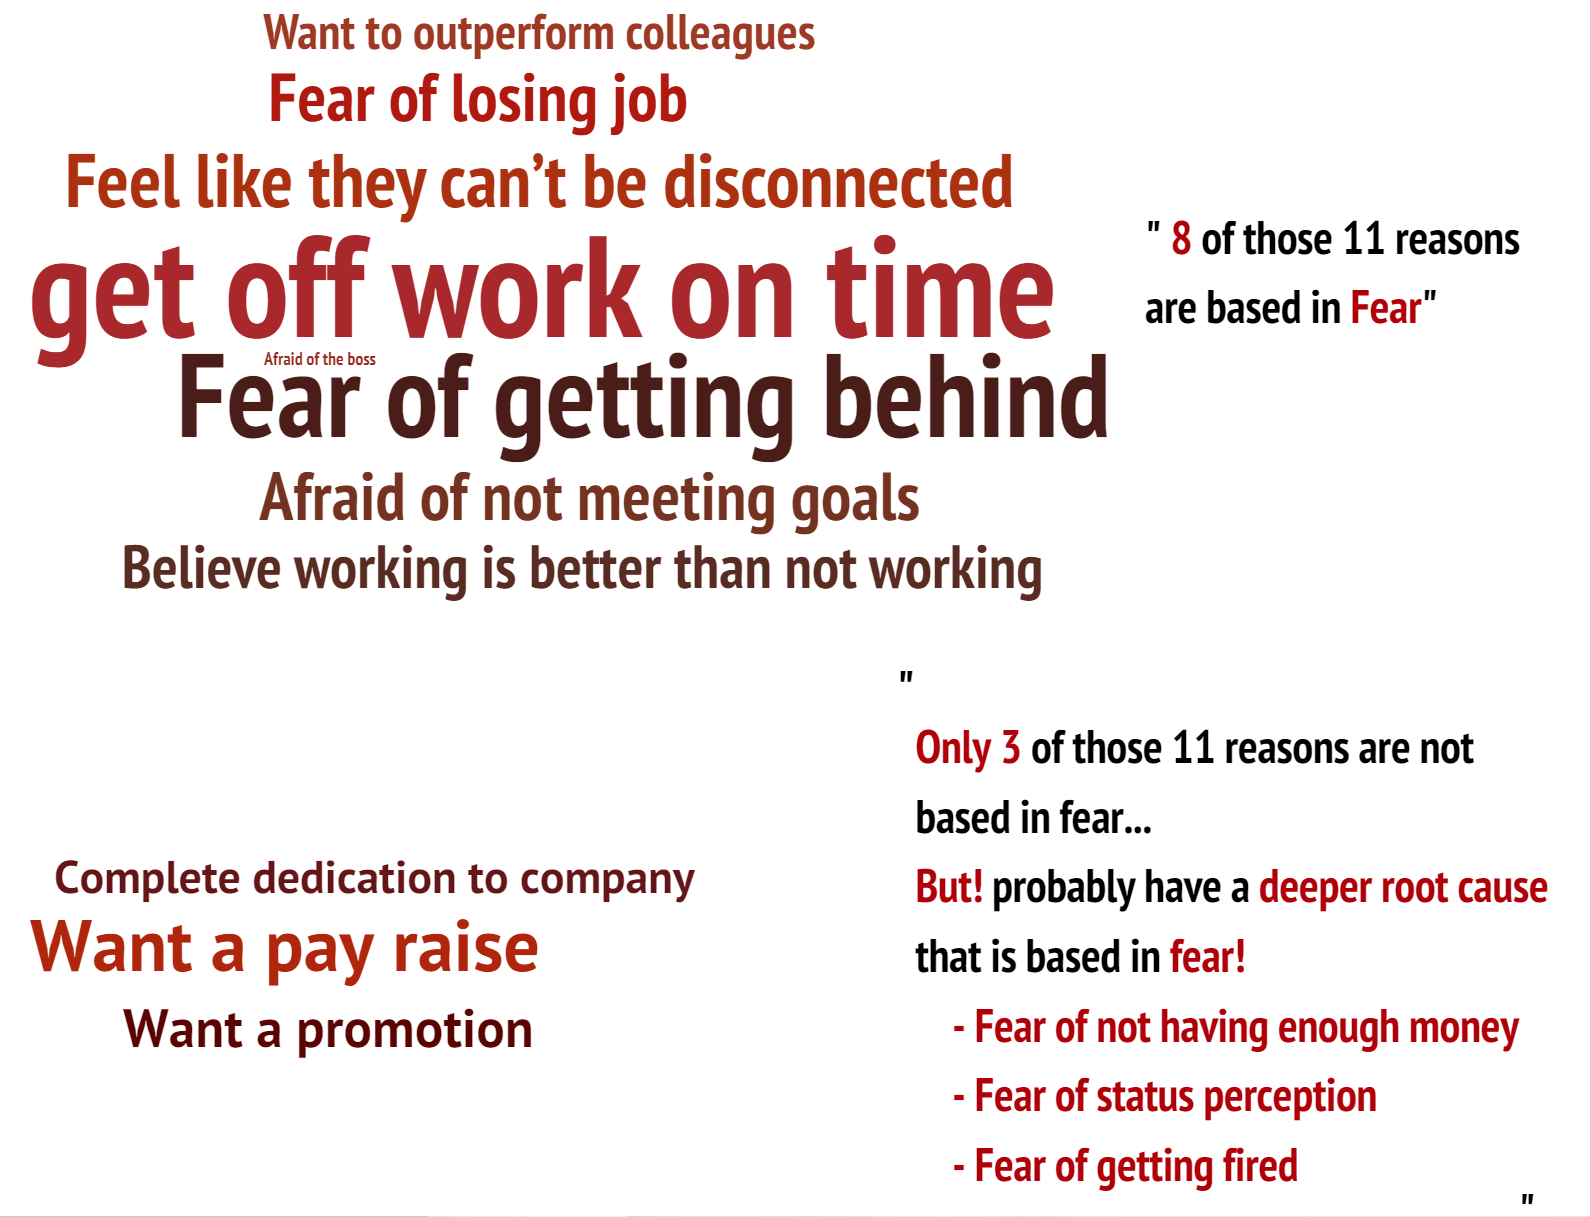 Want to outperform colleagues
Fear of losing job
Feel like they can’t be disconnected
get off work on time
Afraid of the boss
Fear of getting behind
Afraid of not meeting goals
Believe working is better than not working
" 8 of those 11 reasons
are based in Fear"
Complete dedication to company
Want a pay raise
Want a promotion
"
Only 3 of those 11 reasons are not
based in fear...
But! probably have a deeper root cause
that is based in fear!
- Fear of not having enough money
- Fear of status perception
- Fear of getting fired
"